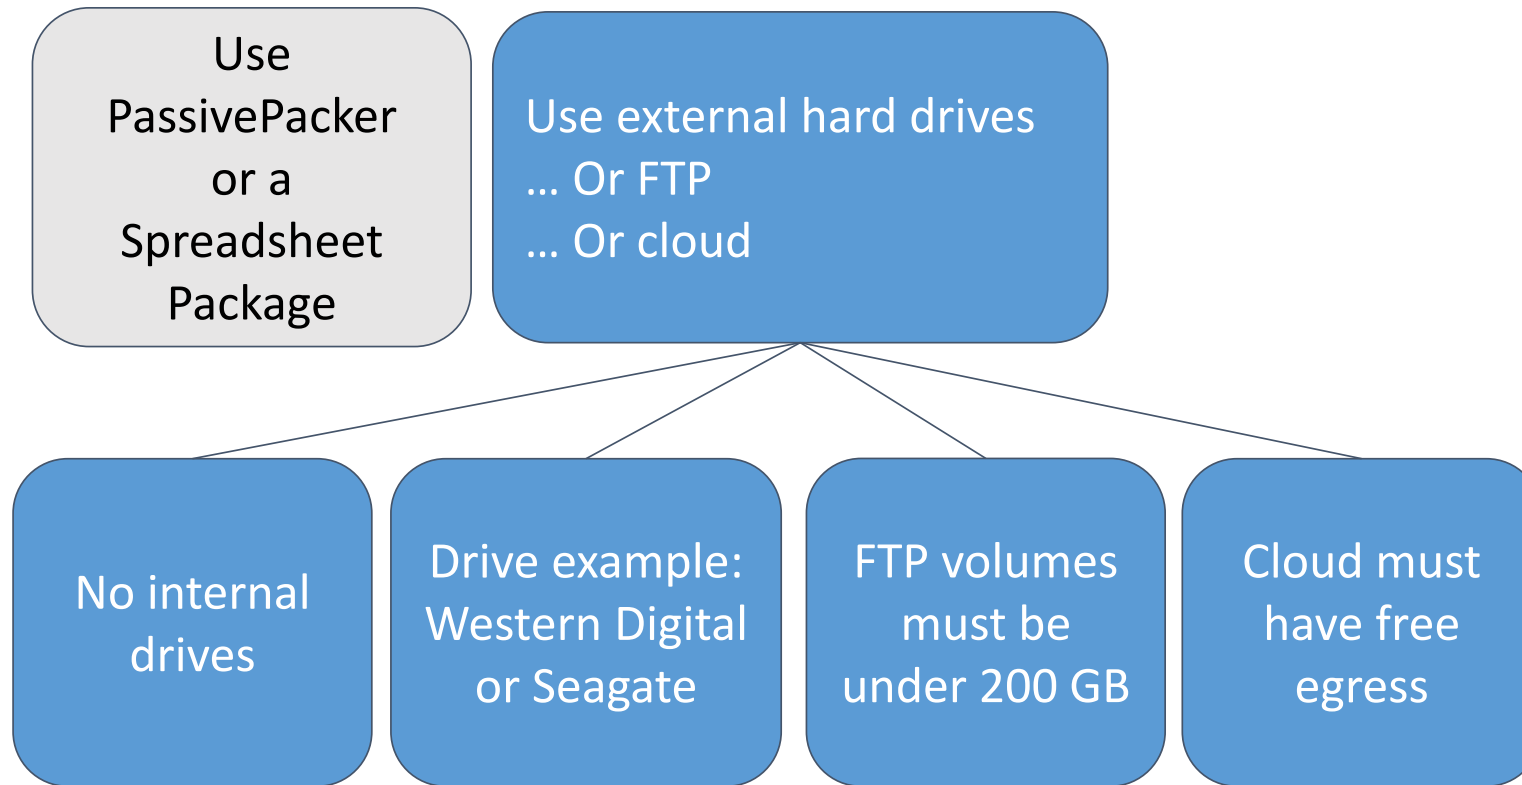 Use
PassivePacker
or a
Spreadsheet
Package
Use external hard drives
... Or FTP
... Or cloud
No internal
drives
Drive example:
Western Digital
or Seagate
FTP volumes
must be
under 200 GB
Cloud must
have free
egress